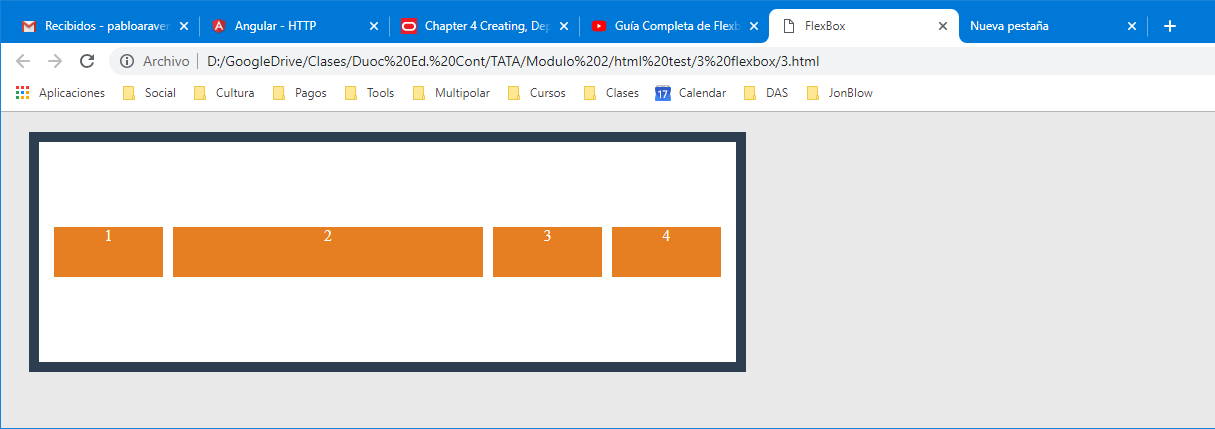 Recibidos - pabloaraver Angular - HTTP Chapter 4 Creating, Dep Guía Completa de Flexb FlexBox Nueva pestaña
Archivo D:/GoogleDrive/Clases/Duoc%20Ed.%20Cont/TATA/Modulo%202/html%20test/3%20flexbox/3.html
Aplicaciones Social Cultura Pagos Tools Multipolar Cursos Clases 17 Calendar DAS JonBlow
1 2 3 4